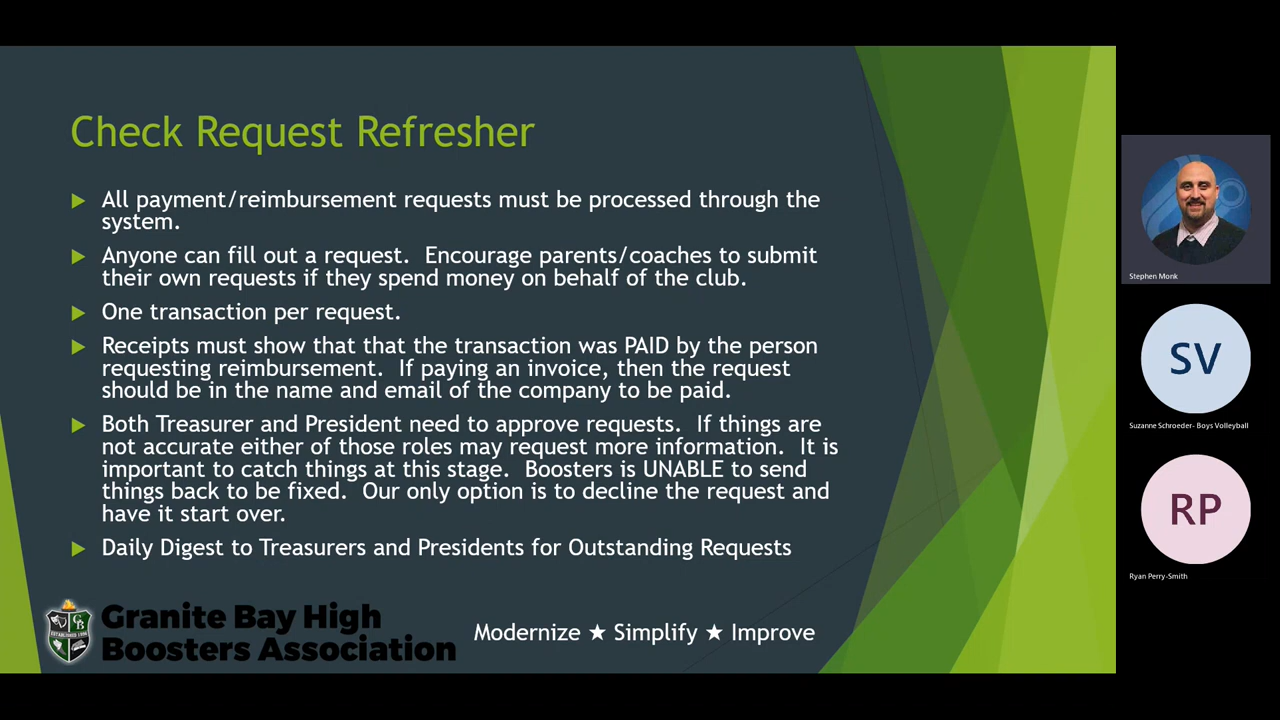 Check Request Refresher
All payment/reimbursement requests must be processed through the
system.
Anyone can fill out a request.  Encourage parents/coaches to submit
their own requests if they spend money on behalf of the club.
One transaction per request.
Receipts must show that that the transaction was PAID by the person
requesting reimbursement.  If paying an invoice, then the request
should be in the name and email of the company to be paid.
Both Treasurer and President need to approve requests.  If things are
not accurate either of those roles may request more information.  It is
important to catch things at this stage.  Boosters is UNABLE to send
things back to be fixed.  Our only option is to decline the request and
have it start over.
Daily Digest to Treasurers and Presidents for Outstanding Requests
Granite Bay High
Boosters Association
Modernize ★ Simplify ★ Improve
Stephen Monk
SV
Suzanne Schroeder- Boys Volleyball
RP
Ryan Perry-Smith